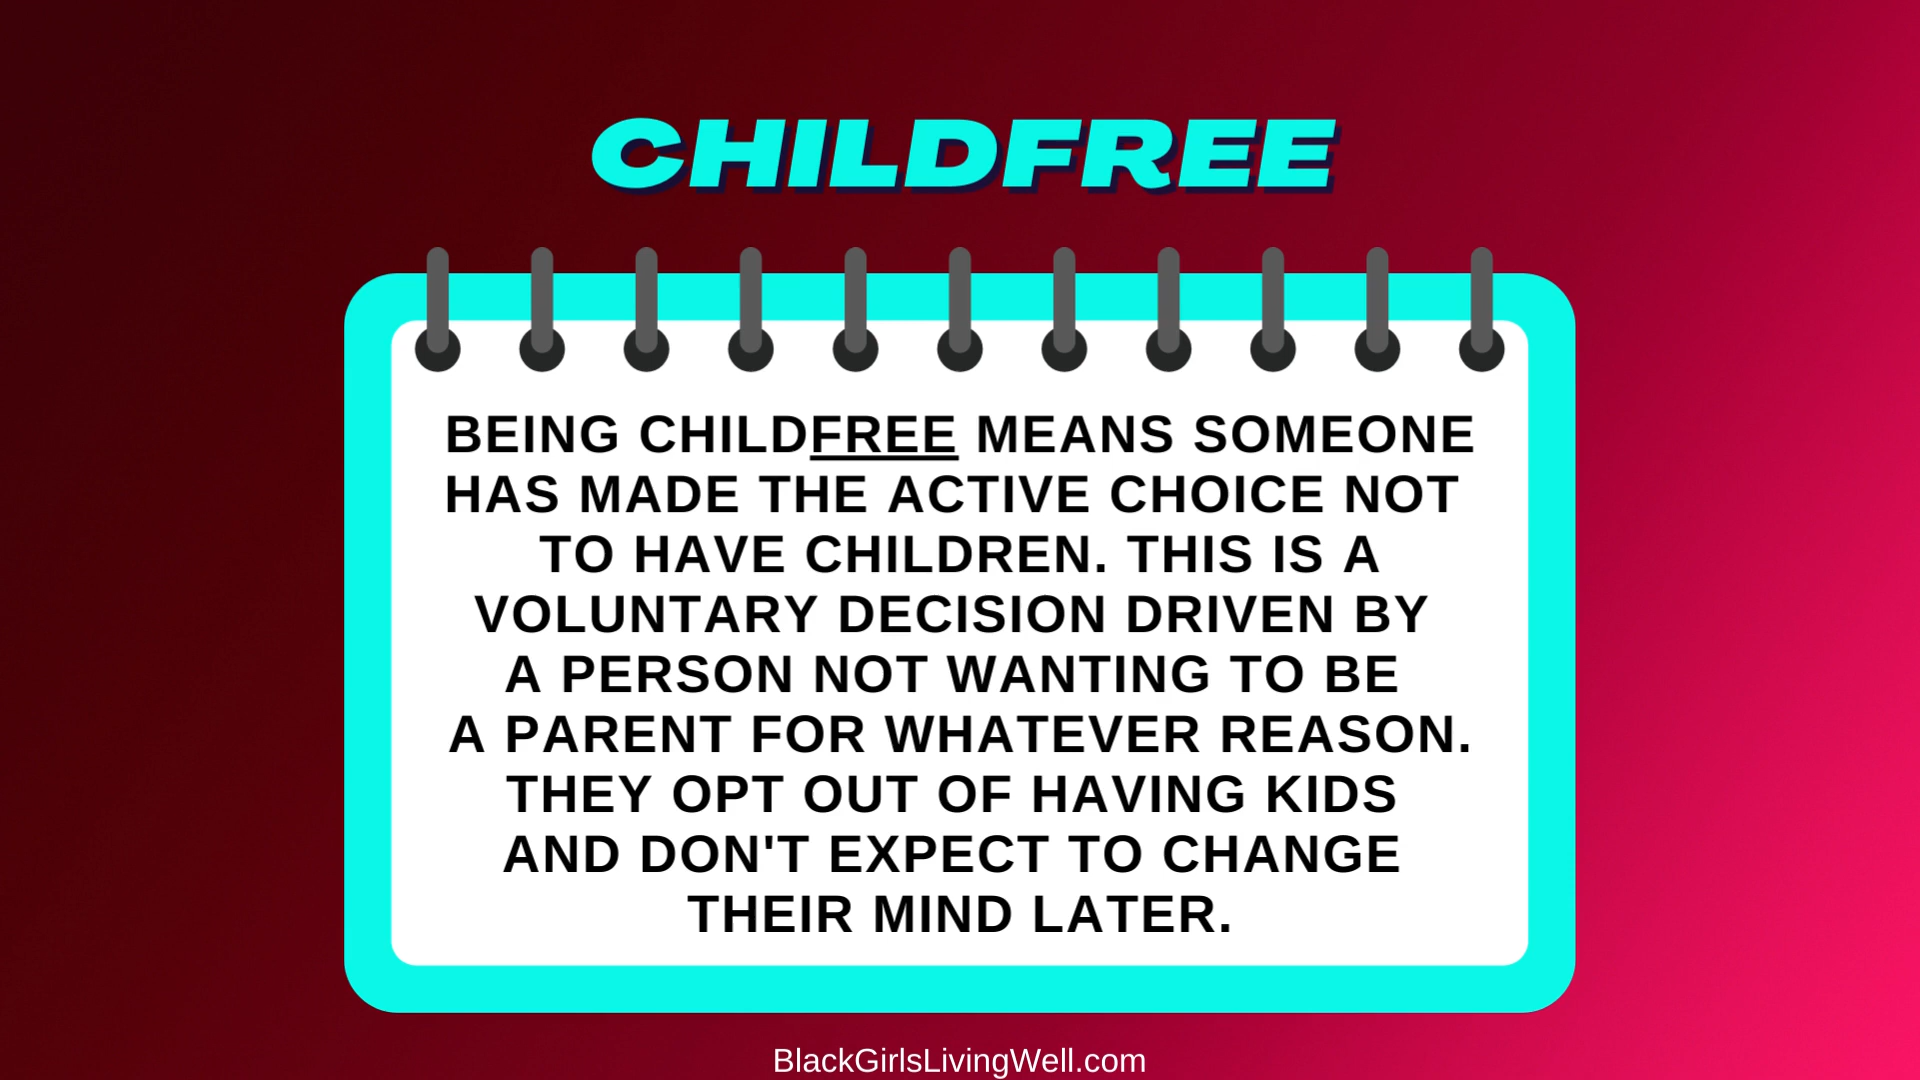 CHILDFREE
BEING CHILDFREE MEANS SOMEONE
HAS MADE THE ACTIVE CHOICE NOT
TO HAVE CHILDREN. THIS IS A
VOLUNTARY DECISION DRIVEN BY
A PERSON NOT WANTING TO BE
A PARENT FOR WHATEVER REASON.
THEY OPT OUT OF HAVING KIDS
AND DON'T EXPECT TO CHANGE
THEIR MIND LATER.
BlackGirlsLivingWell.com